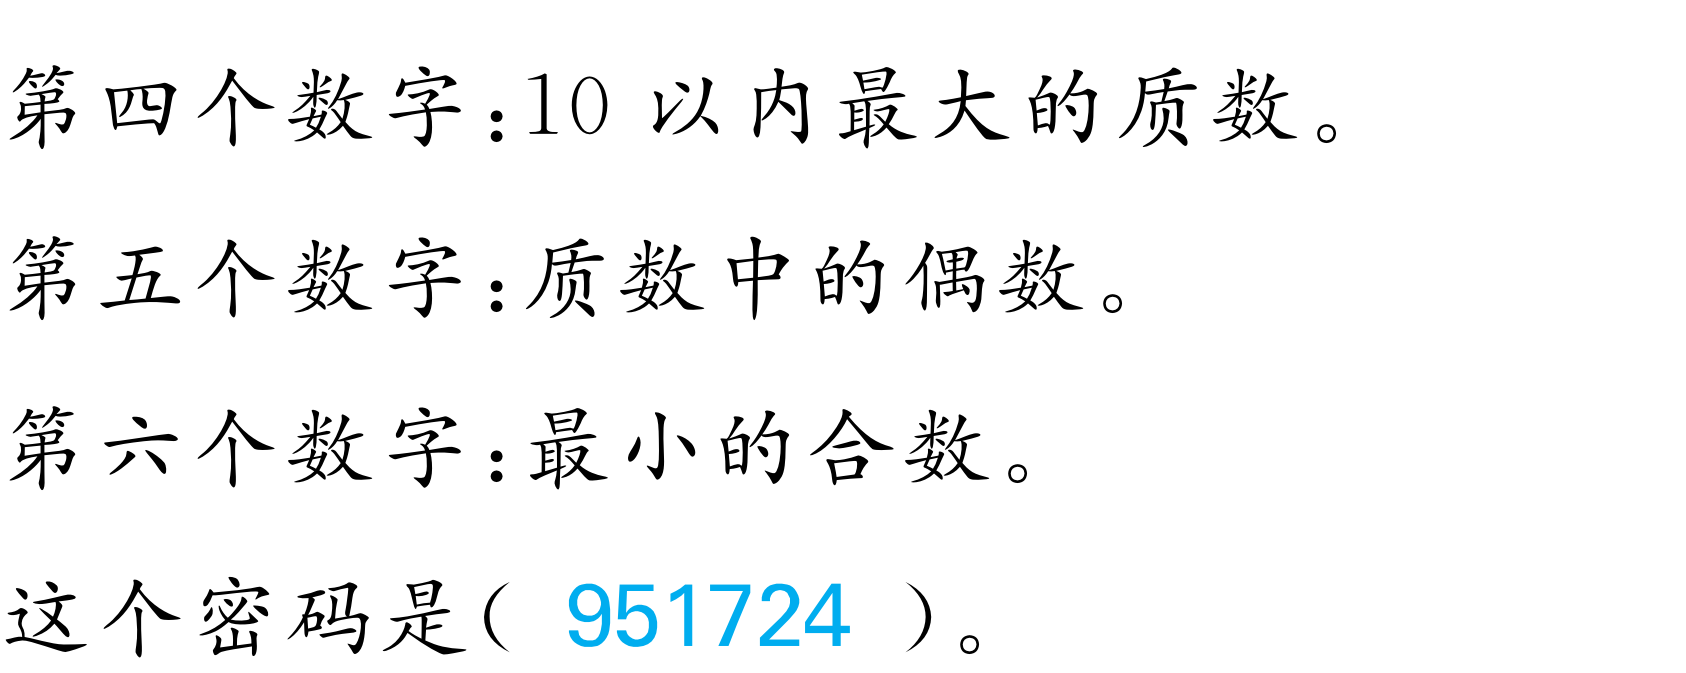 第四个数字:10 以内最大的质数。
第五个数字:质数中的偶数。
第六个数字:最小的合数。
这个密码是( 951724 )。